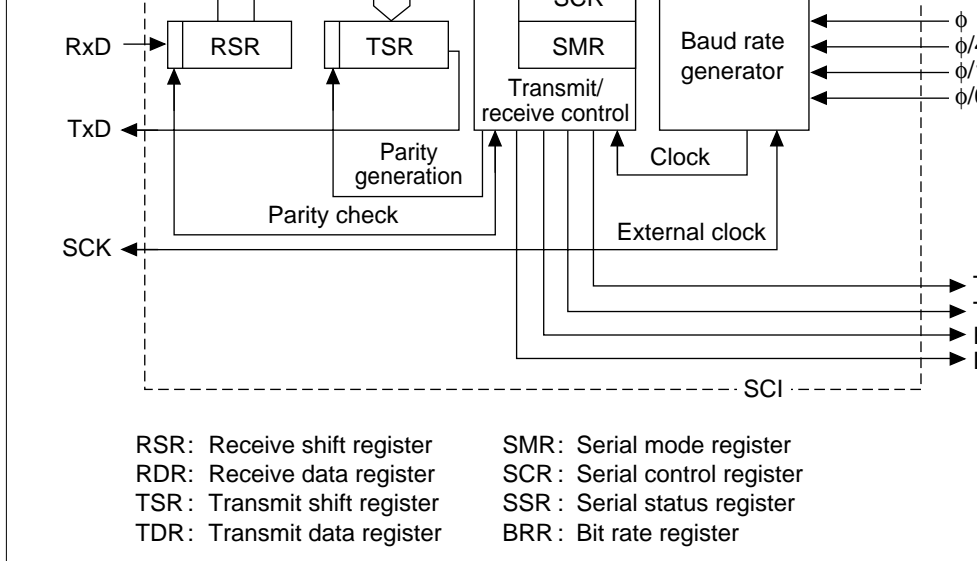 SCR
RxD
RSR
TSR
SMR
Baud rate
generator
ϕ
Transmit/
receive control
TxD
Parity
generation
Clock
Parity check
SCK
External clock
SCI
RSR: Receive shift register
RDR: Receive data register
TSR: Transmit shift register
TDR: Transmit data register
SMR: Serial mode register
SCR: Serial control register
SSR: Serial status register
BRR: Bit rate register